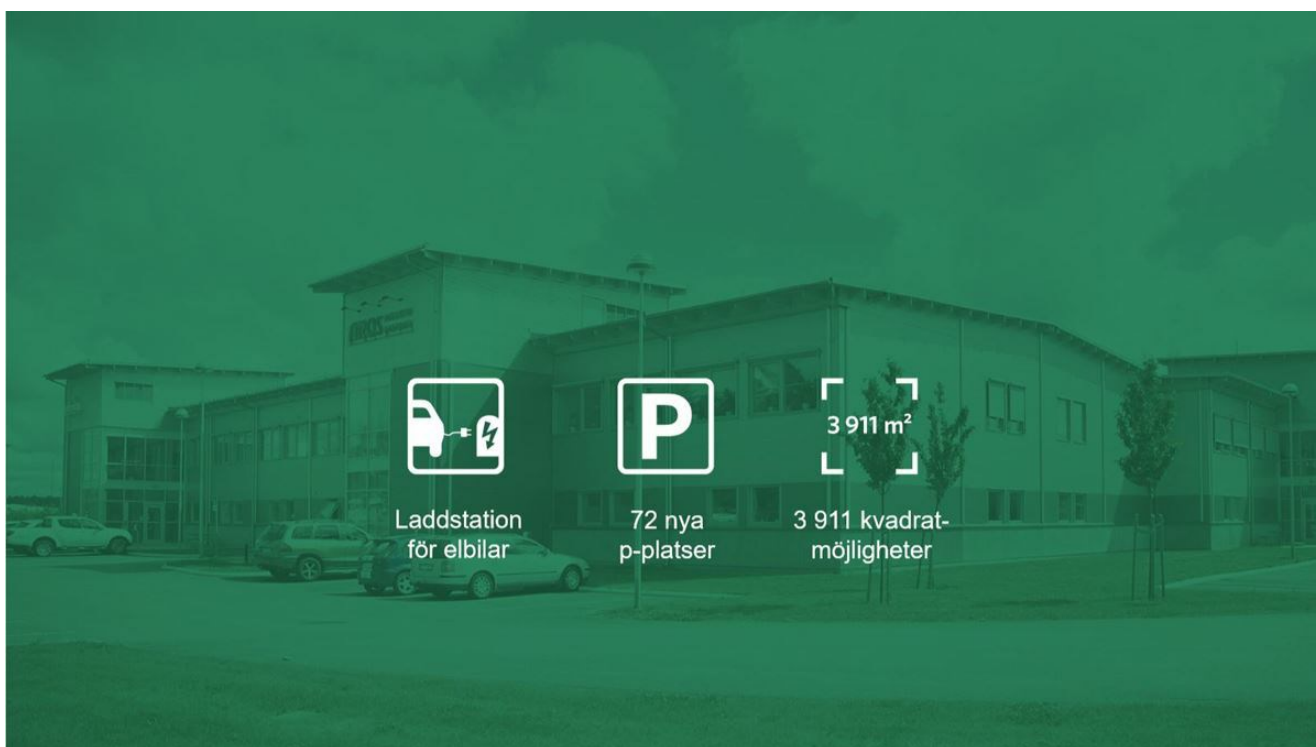 P
3 911 m²
Laddstation
för elbilar
72 nya
p-platser
3 911 kvadrat-
möjligheter